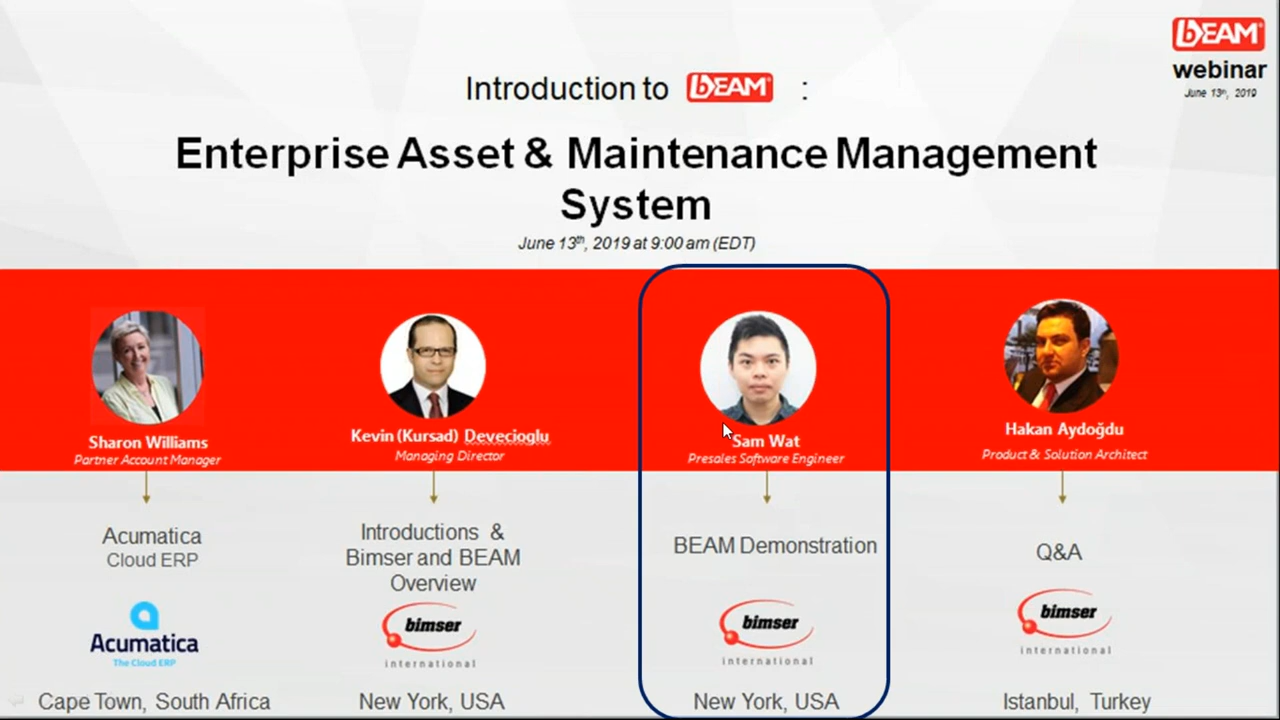 bEAM
webinar
June 13th, 2019
Introduction to bEAM :
Enterprise Asset & Maintenance Management
System
June 13th, 2019 at 9:00 am (EDT)
Sharon Williams
Partner Account Manager
Kevin (Kursad) Devecioglu
Managing Director
Sam Wat
Presales Software Engineer
Hakan Aydoğdu
Product & Solution Architect
Acumatica
Cloud ERP
Introductions &
Bimser and BEAM
Overview
BEAM Demonstration
Q&A
Acumatica
The Cloud ERP
bimser
international
bimser
international
bimser
international
Cape Town, South Africa
New York, USA
New York, USA
Istanbul, Turkey